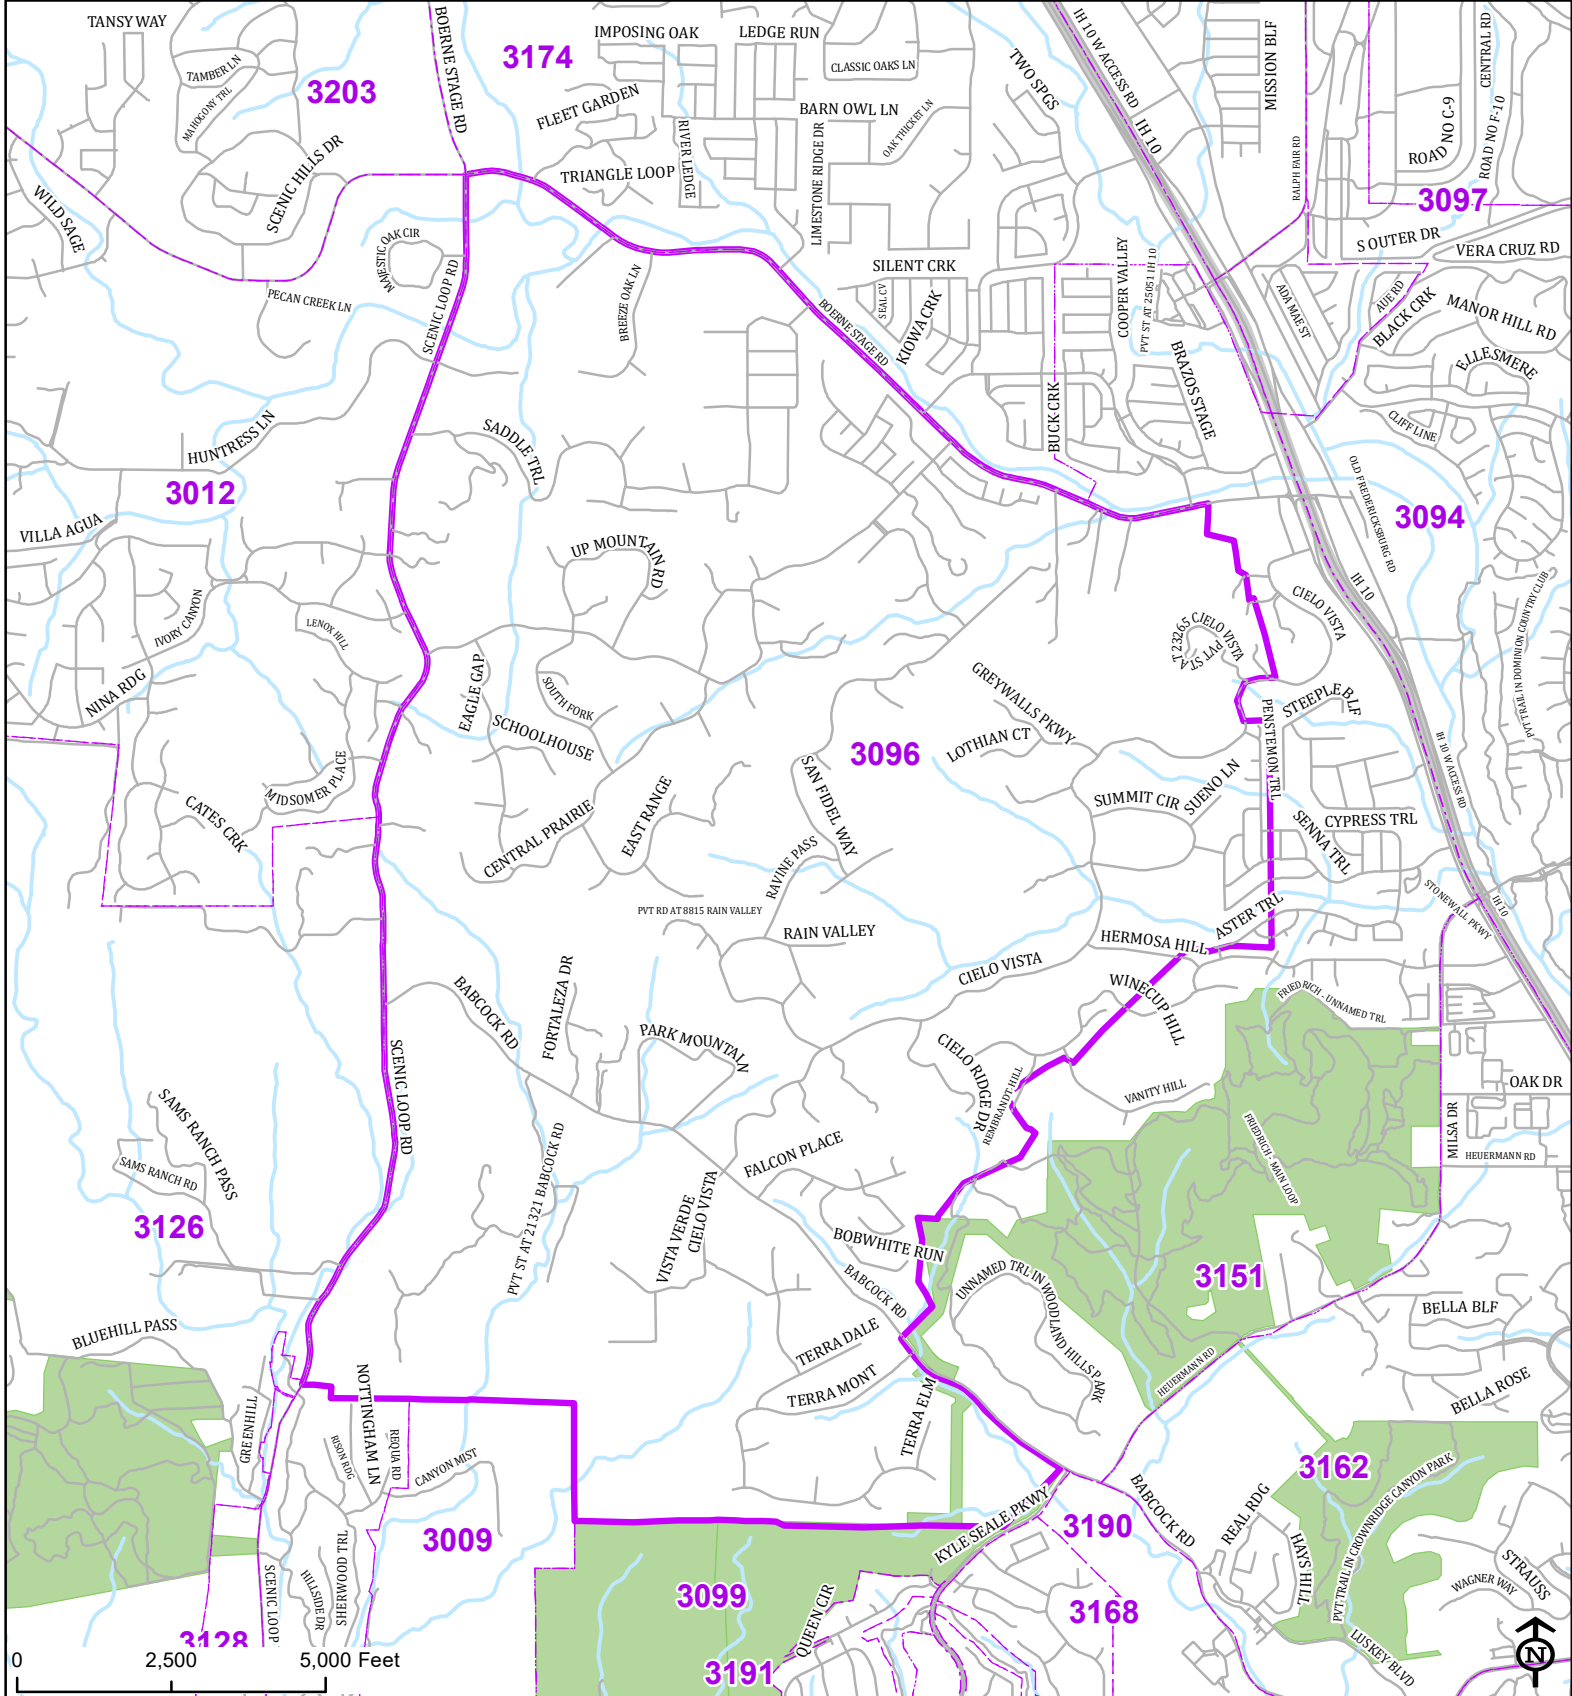 TANSY WAY
BOERNE STAGE RD
3174
IMPOSING OAK
LEDGE RUN
CLASSIC OAKS LN
TWO SPGS
IH 10 W ACCESS RD
IH 10
MISSION BLF
CENTRAL RD
TAMBER LN
3203
MAHOGONY TRL
FLEET GARDEN
BARN OWL LN
OAK THICKET LN
ROAD NO C-9
ROAD NO F-10
SCENIC HILLS DR
TRIANGLE LOOP
RIVER LEDGE
LIMESTONE RIDGE DR
RALPH FAIR RD
3097
WILD SAGE
MAJESTIC OAK CIR
S OUTER DR
VERA CRUZ RD
SILENT CRK
COOPER VALLEY
PVT ST AT 25051 IH 10
PECAN CREEK LN
SCENIC LOOP RD
BREEZE OAK LN
BOERNE STAGE RD
SEAL CV
KIOWA CRK
ADA MAE ST
AUE RD
BLACK CRK
MANOR HILL RD
ELLESMERE
BUCK CRK
BRAZOS STAGE
CLIFF LINE
HUNTRESS LN
SADDLE TRL
3012
OLD FREDERICKSBURG RD
3094
VILLA AGUA
UP MOUNTAIN RD
IH 10
PVT TRAIL IN DOMINION COUNTRY CLUB
IVORY CANYON
LENOX HILL
CIELO VISTA
PVT ST AT 23265 CIELO VISTA
NINA RDG
EAGLE GAP
SOUTH FORK
SCHOOLHOUSE
GREYWALLS PKWY
LOTHIAN CT
PENSTEMON TRL
STEEPLE BLF
3096
IH 10 W ACCESS RD
MIDSOMER PLACE
CATES CRK
SAN FIDEL WAY
SUMMIT CIR
SUENO LN
CENTRAL PRAIRIE
EAST RANGE
RAVINE PASS
SENNA TRL
CYPRESS TRL
PVT RD AT 8815 RAIN VALLEY
RAIN VALLEY
HERMOSA HILL
ASTER TRL
STONEWALL PKWY
IH 10
CIELO VISTA
WINECUP HILL
FRIEDRICH - UNNAMED TRL
BABCOCK RD
FORTALEZA DR
PARK MOUNTAIN
SCENIC LOOP RD
CIELO RIDGE DR
REMBRANDT HILL
VANITY HILL
OAK DR
SAMS RANCH PASS
SAMS RANCH RD
PVT ST AT 21321 BABCOCK RD
FALCON PLACE
FRIEDRICH - MAIN LOOP
MILSA DR
HEUERMANN RD
3126
VISTA VERDE
CIELO VISTA
BOBWHITE RUN
BABCOCK RD
UNNAMED TRL IN WOODLAND HILLS PARK
3151
BELLA BLF
BLUEHILL PASS
TERRA DALE
TERRA MONT
HEUERMANN RD
BELLA ROSE
GREENHILL
NOTTINGHAM LN
RISON RDG
REQUA RD
CANYON MIST
TERRA ELM
3162
BABCOCK RD
REAL RDG
PVT TRAIL IN CROWNRIDGE CANYON PARK
3009
KYLE SEALE PKWY
3190
HAYS HILL
STRAUSS
WAGNER WAY
SCENIC LOOP
HILLSIDE DR
SHERWOOD TRL
3099
QUEEN CIR
3168
3128
3191
LUSKEY BLVD
N
0 2,500 5,000 Feet